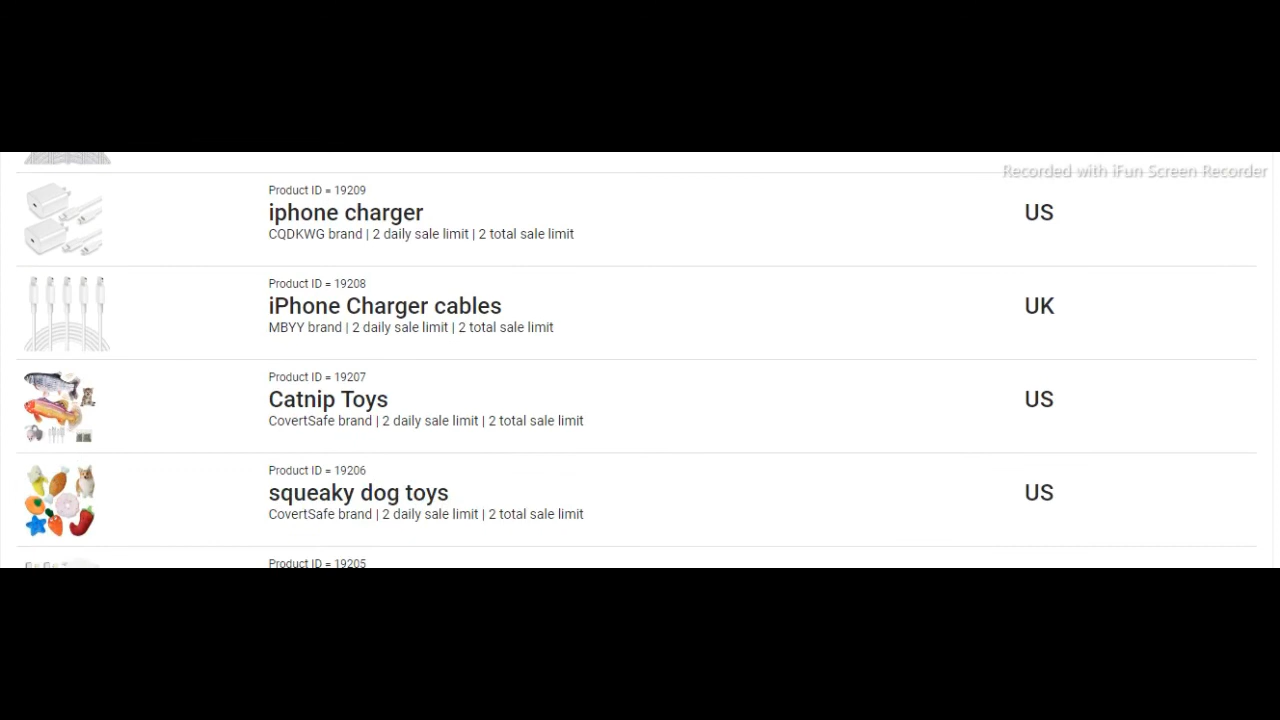 Recorded with iFun Screen Recorder
Product ID = 19209
iphone charger
CQDKWG brand | 2 daily sale limit | 2 total sale limit
US
Product ID = 19208
iPhone Charger cables
MBYY brand | 2 daily sale limit | 2 total sale limit
UK
Product ID = 19207
Catnip Toys
CovertSafe brand | 2 daily sale limit | 2 total sale limit
US
Product ID = 19206
squeaky dog toys
CovertSafe brand | 2 daily sale limit | 2 total sale limit
US
Product ID = 19205